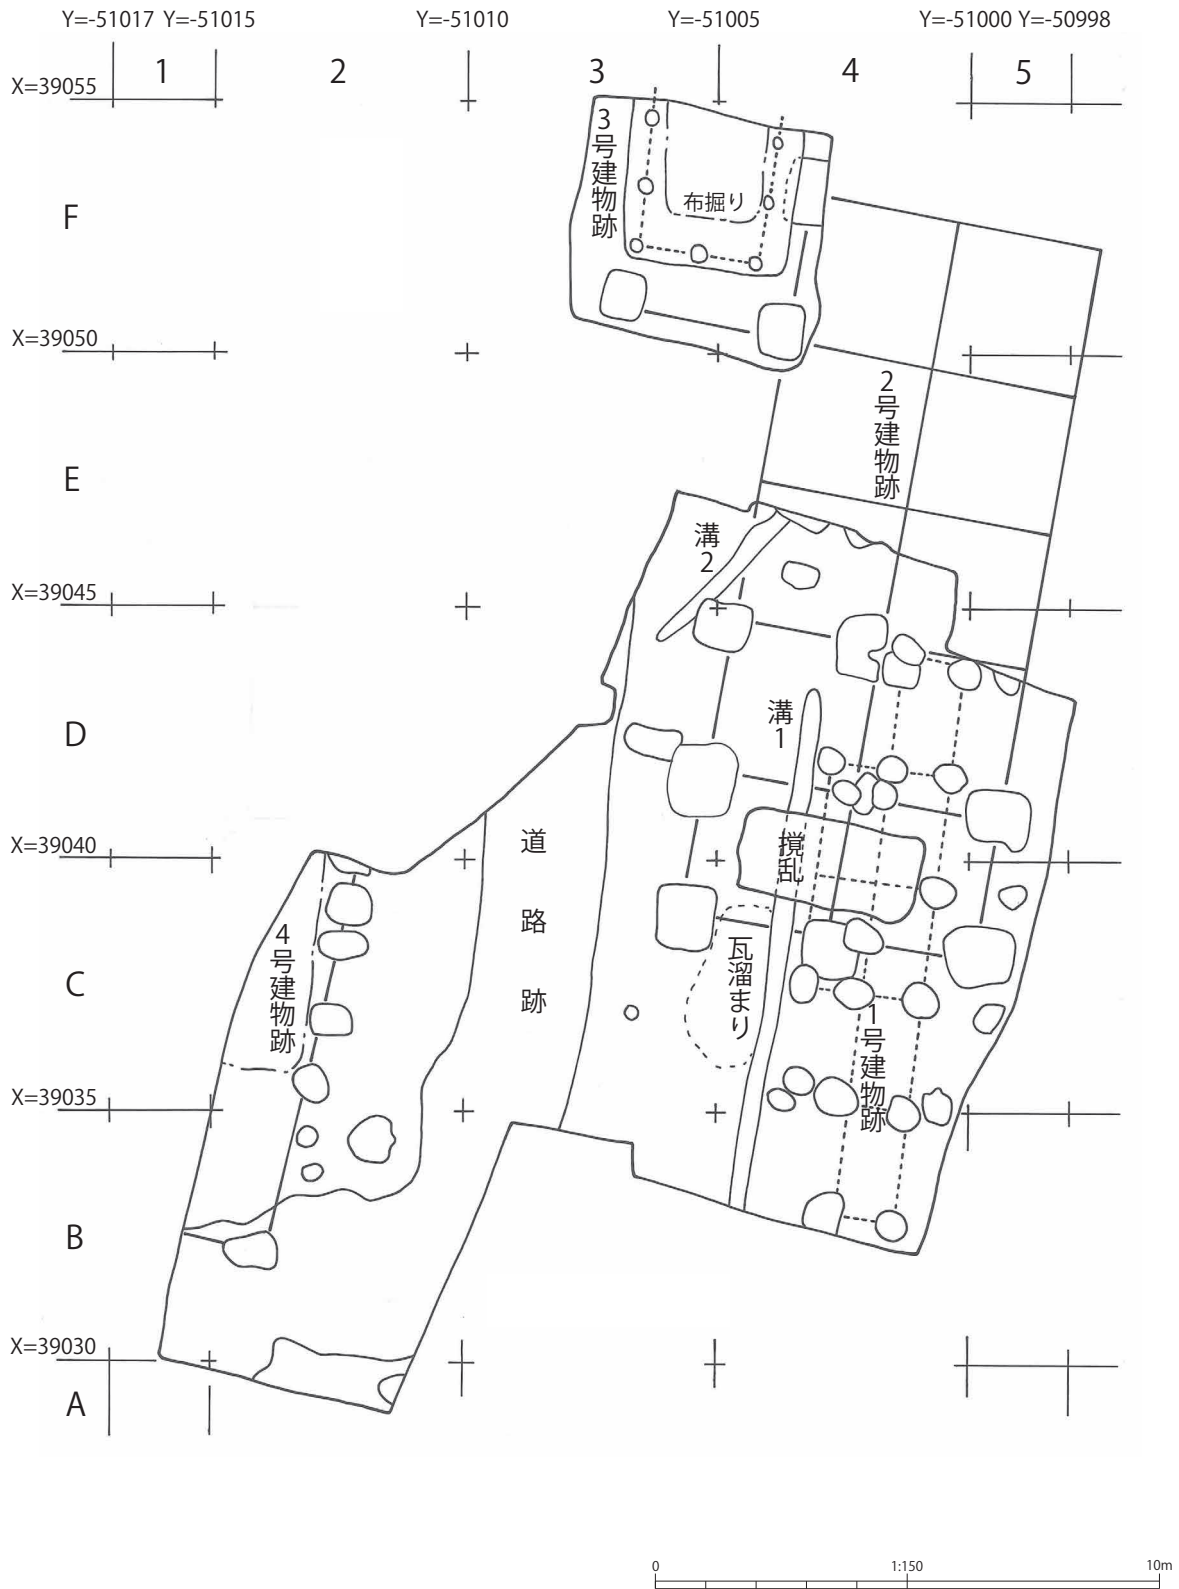 Y=-51017 Y=-51015 Y=-51010 Y=-51005 Y=-51000 Y=-50998
1 2 3 4 5
X=39055
3号建物跡
布掘り
F
X=39050
2号建物跡
E
溝2
X=39045
溝1
D
X=39040
道路跡
撹乱
4号建物跡
瓦溜まり
C
1号建物跡
X=39035
B
X=39030
A
0 1:150 10m